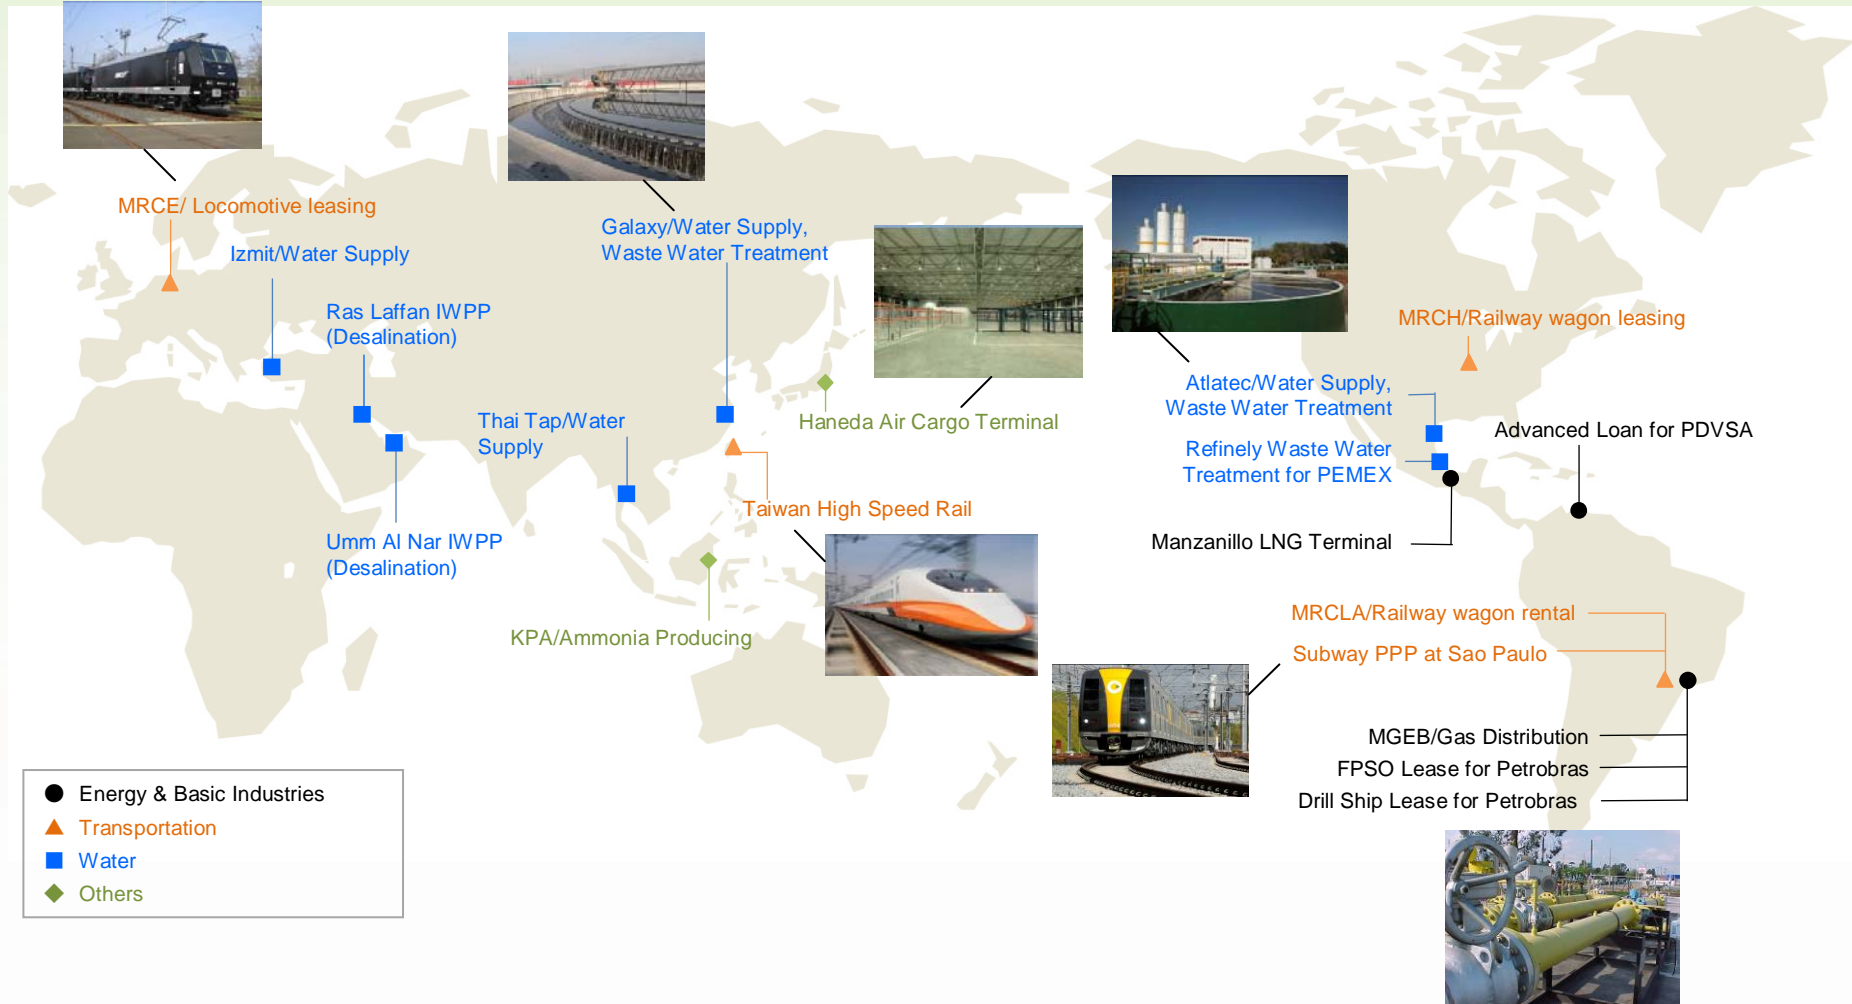 MRCE/ Locomotive leasing
Izmit/Water Supply
Ras Laffan IWPP
(Desalination)
Umm Al Nar IWPP
(Desalination)
Galaxy/Water Supply,
Waste Water Treatment
Thai Tap/Water
Supply
Haneda Air Cargo Terminal
Taiwan High Speed Rail
KPA/Ammonia Producing
MRCH/Railway wagon leasing
Atlatec/Water Supply,
Waste Water Treatment
Refinely Waste Water
Treatment for PEMEX
Advanced Loan for PDVSA
Manzanillo LNG Terminal
MRCLA/Railway wagon rental
Subway PPP at Sao Paulo
MGEB/Gas Distribution
FPSO Lease for Petrobras
Drill Ship Lease for Petrobras
Energy & Basic Industries
Transportation
Water
Others